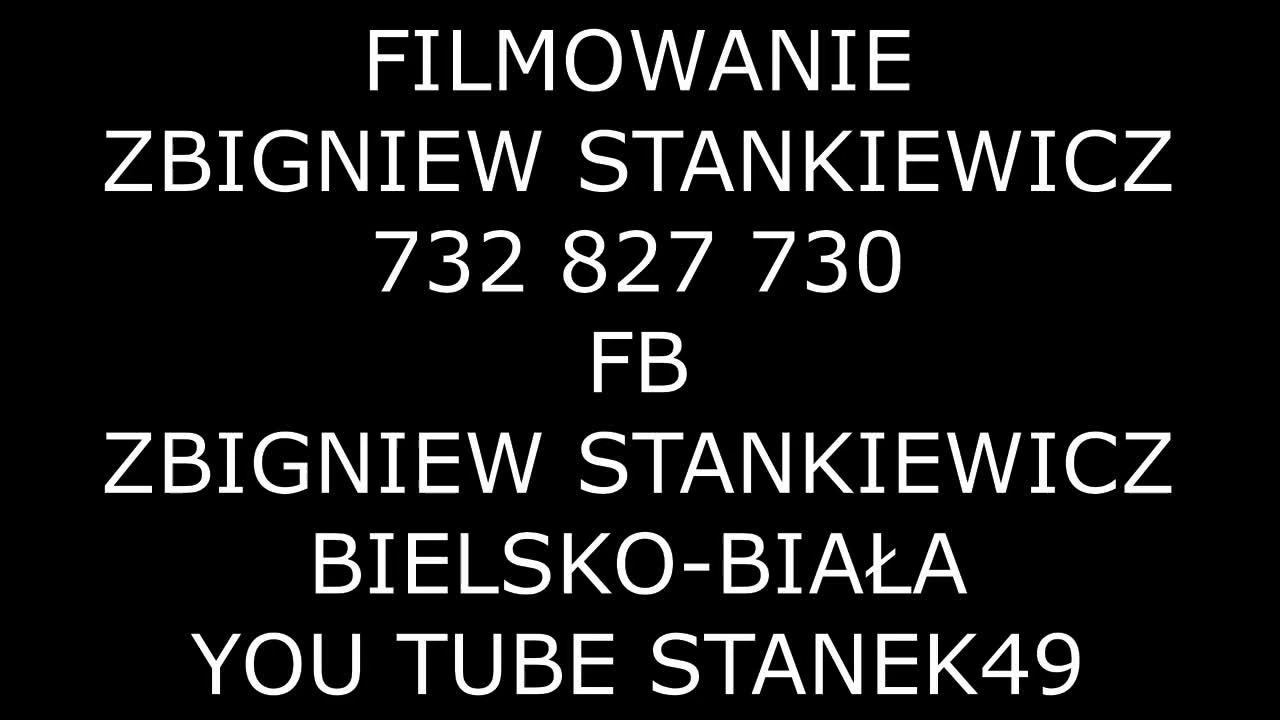 FILMOWANIE
ZBIGNIEW STANKIEWICZ
732 827 730
FB
ZBIGNIEW STANKIEWICZ
BIELSKO-BIAŁA
YOU TUBE STANEK49